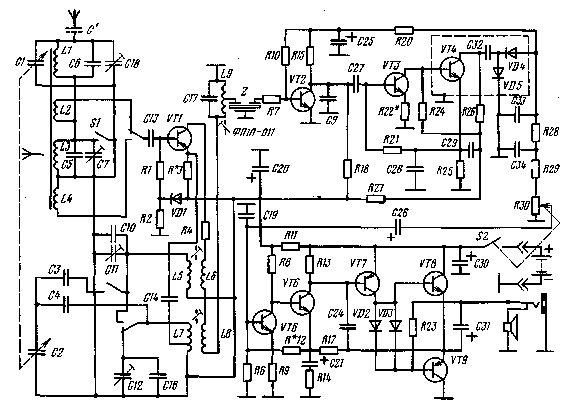 C'
C1
L1
C6
C18
L2
S1
L3
C5
C7
L4
C13
VT1
R1
R*3
VD1
R2
R4
C10
C11
C3
C4
C2
C14
L5
L6
L7
L8
C12
C16
C17
L9
Z
ФП1П-011
R7
R10
R15
VT2
C9
C25
R20
C27
VT3
VT4
C32
VD4
VD5
R22*
R24
R26
C33
R28
R21
C29
C28
R25
C34
R29
R18
R27
R30
C20
C19
C26
S2
R11
R8
R13
VT7
VT8
C30
VT5
VT6
C24
VD2
VD3
R23
C31
R*12
R17
C21
R6
R9
R14
VT9